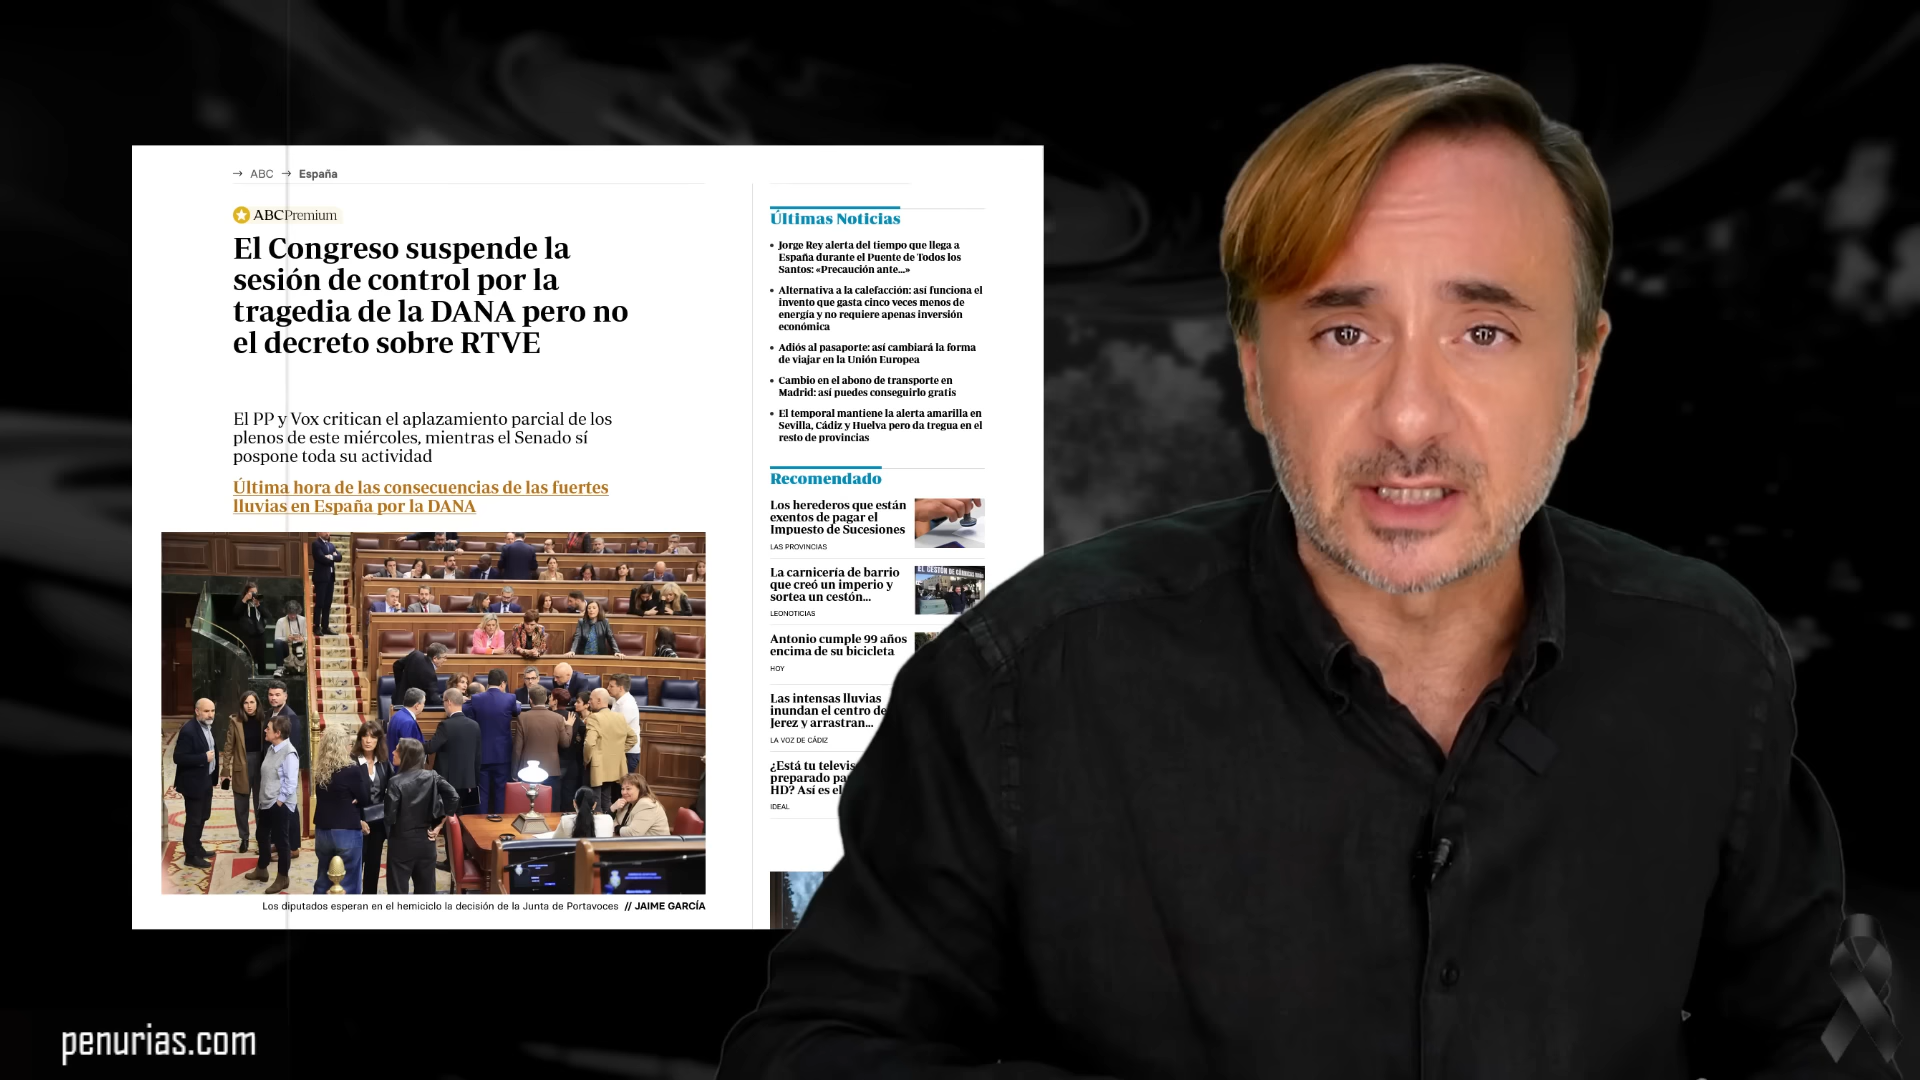 → ABC → España
ABCPremium
El Congreso suspende la
sesión de control por la
tragedia de la DANA pero no
el decreto sobre RTVE
El PP y Vox critican el aplazamiento parcial de los
plenos de este miércoles, mientras el Senado sí
pospone toda su actividad
Última hora de las consecuencias de las fuertes
lluvias en España por la DANA
Los diputados esperan en el hemiciclo la decisión de la Junta de Portavoces // JAIME GARCÍA
Últimas Noticias
• Jorge Rey alerta del tiempo que llega a
España durante el Puente de Todos los
Santos: «Precaución ante...»
• Alternativa a la calefacción: así funciona el
invento que gasta cinco veces menos de
energía y no requiere apenas inversión
económica
• Adiós al pasaporte: así cambiará la forma
de viajar en la Unión Europea
• Cambio en el abono de transporte en
Madrid: así puedes conseguirlo gratis
• El temporal mantiene la alerta amarilla en
Sevilla, Cádiz y Huelva pero da tregua en el
resto de provincias
Recomendado
Los herederos que están
exentos de pagar el
Impuesto de Sucesiones
LAS PROVINCIAS
La carnicería de barrio
que creó un imperio y
sortea un cestón...
LEONOTICIAS
Antonio cumple 99 años
encima de su bicicleta
HOY
Las intensas lluvias
inundan el centro de
Jerez y arrastran...
LA VOZ DE CÁDIZ
¿Está tu televis
preparado pa
HD? Así es el
IDEAL
penurias.com